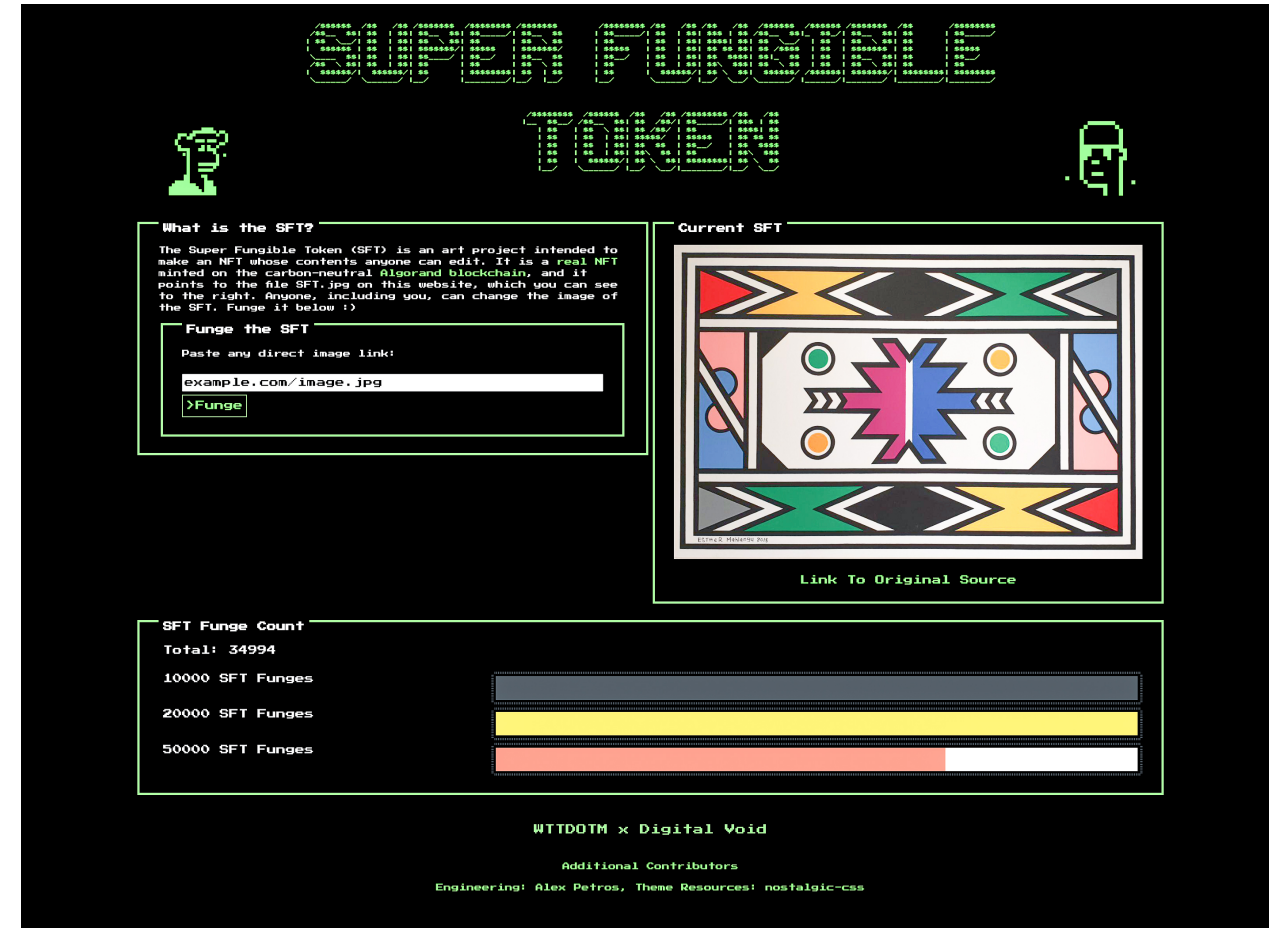 SUPER FUNGIBLE
TOKEN
What is the SFT?
The Super Fungible Token (SFT) is an art project intended to
make an NFT whose contents anyone can edit. It is a real NFT
minted on the carbon-neutral Algorand blockchain, and it
points to the file SFT.jpg on this website, which you can see
to the right. Anyone, including you, can change the image of
the SFT. Funge it below :)
Funge the SFT
Paste any direct image link:
example.com/image.jpg
>Funge
Current SFT
ESTHER MAHLANGU 2018
Link To Original Source
SFT Funge Count
Total: 34994
10000 SFT Funges
20000 SFT Funges
50000 SFT Funges
WTTDOTM x Digital Void
Additional Contributors
Engineering: Alex Petros, Theme Resources: nostalgic-css